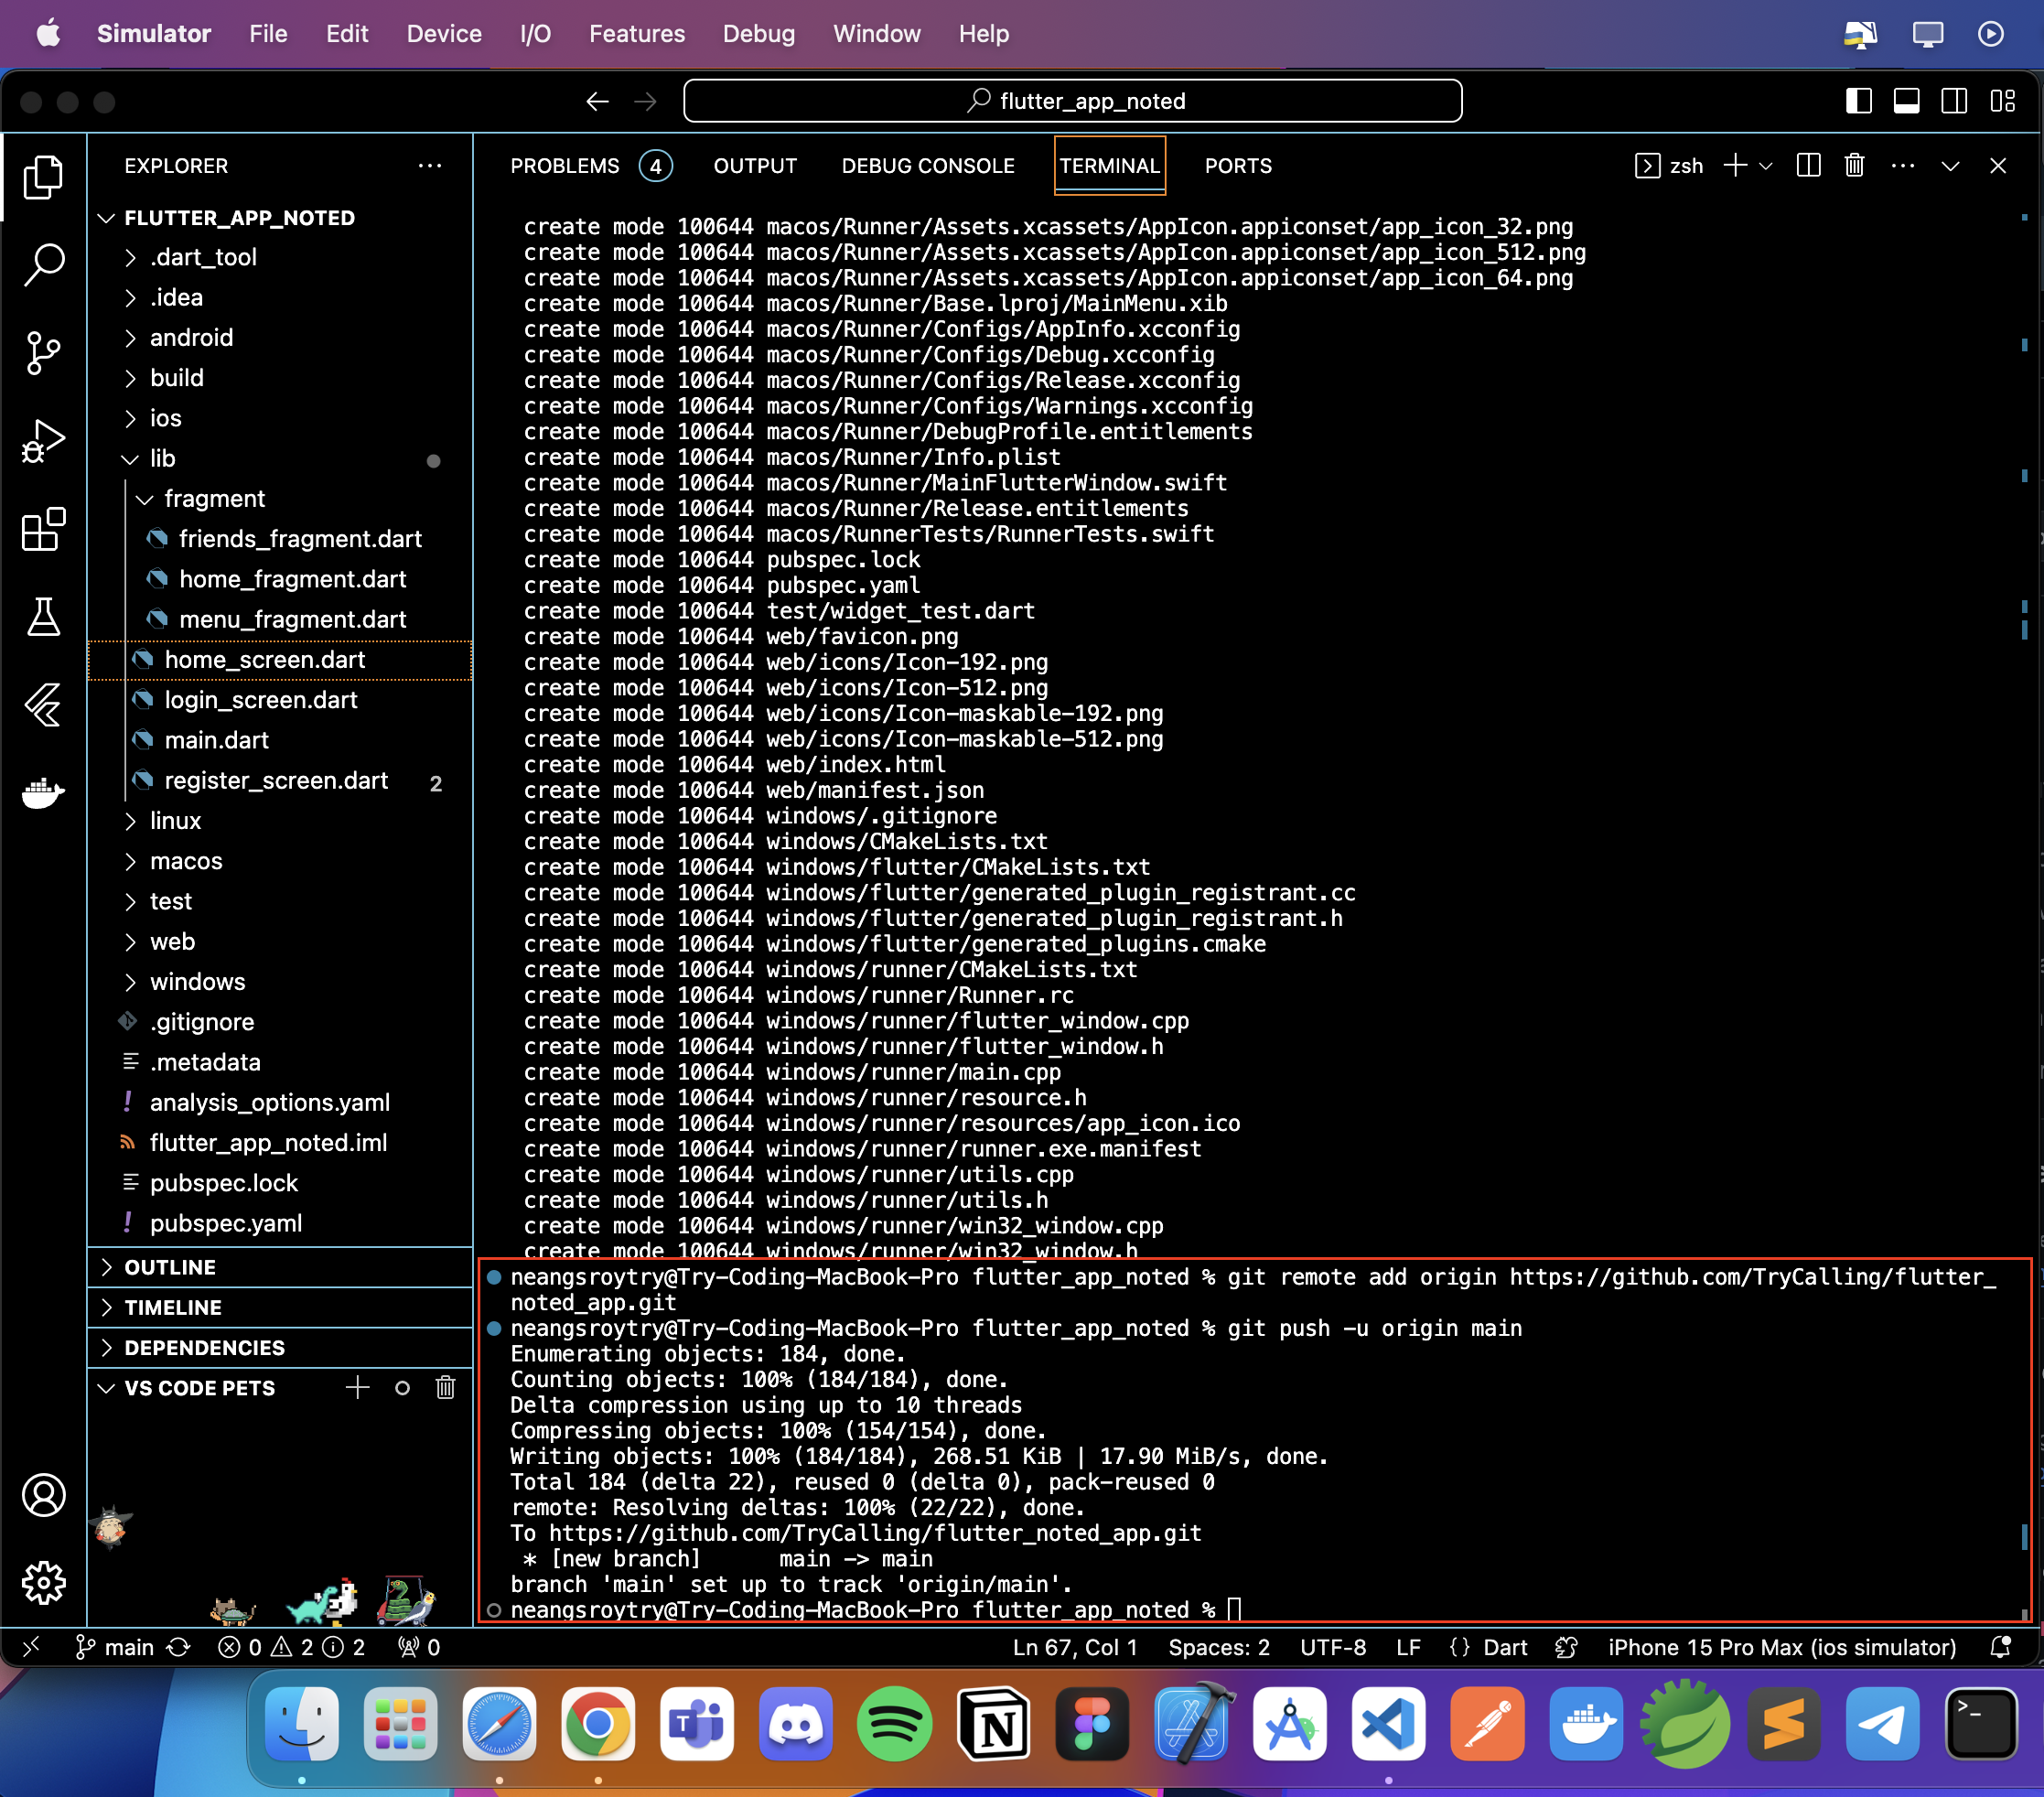 Simulator File Edit Device I/O Features Debug Window Help
flutter_app_noted
EXPLORER
FLUTTER_APP_NOTED
.dart_tool
.idea
android
build
ios
lib
fragment
friends_fragment.dart
home_fragment.dart
menu_fragment.dart
home_screen.dart
login_screen.dart
main.dart
register_screen.dart 2
linux
macos
test
web
windows
.gitignore
.metadata
analysis_options.yaml
flutter_app_noted.iml
pubspec.lock
pubspec.yaml
OUTLINE
TIMELINE
DEPENDENCIES
VS CODE PETS
PROBLEMS 4 OUTPUT DEBUG CONSOLE TERMINAL PORTS zsh
create mode 100644 macos/Runner/Assets.xcassets/AppIcon.appiconset/app_icon_32.png
create mode 100644 macos/Runner/Assets.xcassets/AppIcon.appiconset/app_icon_512.png
create mode 100644 macos/Runner/Assets.xcassets/AppIcon.appiconset/app_icon_64.png
create mode 100644 macos/Runner/Base.lproj/MainMenu.xib
create mode 100644 macos/Runner/Configs/AppInfo.xcconfig
create mode 100644 macos/Runner/Configs/Debug.xcconfig
create mode 100644 macos/Runner/Configs/Release.xcconfig
create mode 100644 macos/Runner/Configs/Warnings.xcconfig
create mode 100644 macos/Runner/DebugProfile.entitlements
create mode 100644 macos/Runner/Info.plist
create mode 100644 macos/Runner/MainFlutterWindow.swift
create mode 100644 macos/Runner/Release.entitlements
create mode 100644 macos/RunnerTests/RunnerTests.swift
create mode 100644 pubspec.lock
create mode 100644 pubspec.yaml
create mode 100644 test/widget_test.dart
create mode 100644 web/favicon.png
create mode 100644 web/icons/Icon-192.png
create mode 100644 web/icons/Icon-512.png
create mode 100644 web/icons/Icon-maskable-192.png
create mode 100644 web/icons/Icon-maskable-512.png
create mode 100644 web/index.html
create mode 100644 web/manifest.json
create mode 100644 windows/.gitignore
create mode 100644 windows/CMakeLists.txt
create mode 100644 windows/flutter/CMakeLists.txt
create mode 100644 windows/flutter/generated_plugin_registrant.cc
create mode 100644 windows/flutter/generated_plugin_registrant.h
create mode 100644 windows/flutter/generated_plugins.cmake
create mode 100644 windows/runner/CMakeLists.txt
create mode 100644 windows/runner/Runner.rc
create mode 100644 windows/runner/flutter_window.cpp
create mode 100644 windows/runner/flutter_window.h
create mode 100644 windows/runner/main.cpp
create mode 100644 windows/runner/resource.h
create mode 100644 windows/runner/resources/app_icon.ico
create mode 100644 windows/runner/runner.exe.manifest
create mode 100644 windows/runner/utils.cpp
create mode 100644 windows/runner/utils.h
create mode 100644 windows/runner/win32_window.cpp
create mode 100644 windows/runner/win32_window.h
neangsroytry@Try-Coding-MacBook-Pro flutter_app_noted % git remote add origin https://github.com/TryCalling/flutter_
noted_app.git
neangsroytry@Try-Coding-MacBook-Pro flutter_app_noted % git push -u origin main
Enumerating objects: 184, done.
Counting objects: 100% (184/184), done.
Delta compression using up to 10 threads
Compressing objects: 100% (154/154), done.
Writing objects: 100% (184/184), 268.51 KiB | 17.90 MiB/s, done.
Total 184 (delta 22), reused 0 (delta 0), pack-reused 0
remote: Resolving deltas: 100% (22/22), done.
To https://github.com/TryCalling/flutter_noted_app.git
* [new branch] main -> main
branch 'main' set up to track 'origin/main'.
neangsroytry@Try-Coding-MacBook-Pro flutter_app_noted %
main 0 2 2 0 Ln 67, Col 1 Spaces: 2 UTF-8 LF {} Dart iPhone 15 Pro Max (ios simulator)